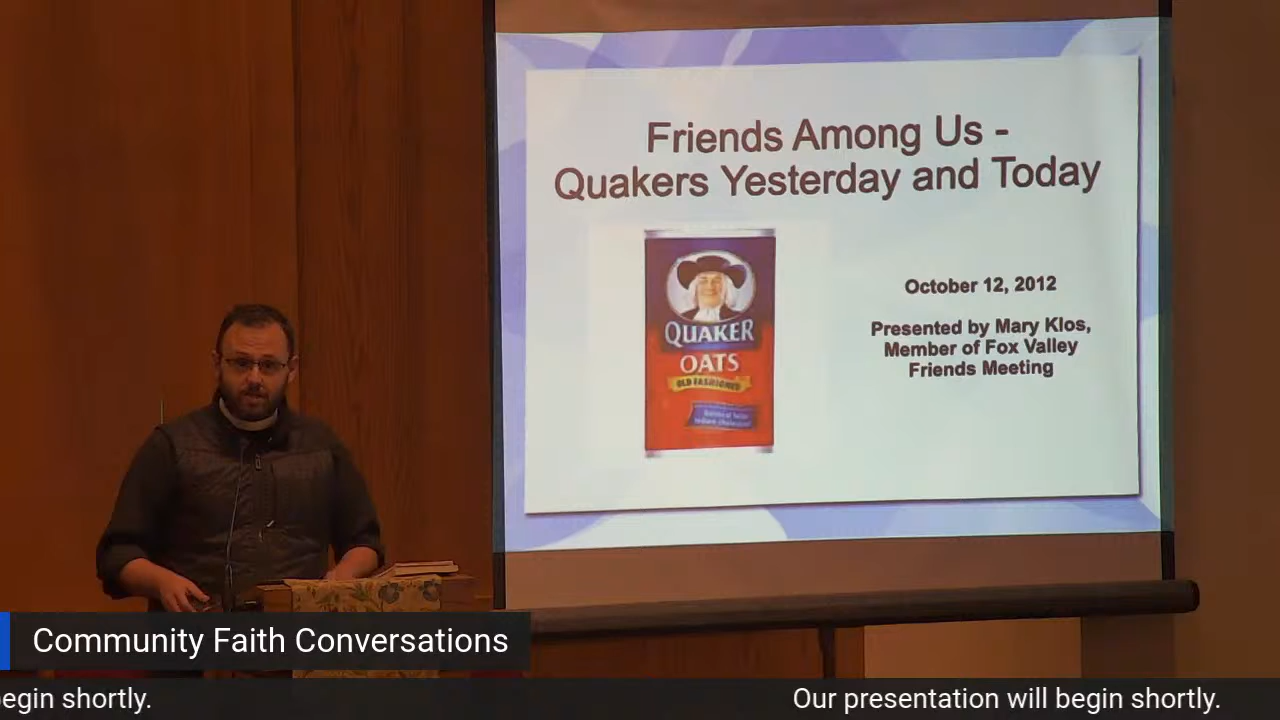 Friends Among Us -
Quakers Yesterday and Today
QUAKER
OATS
OLD FASHIONED
October 12, 2012
Presented by Mary Klos,
Member of Fox Valley
Friends Meeting
Community Faith Conversations
egin shortly.
Our presentation will begin shortly.